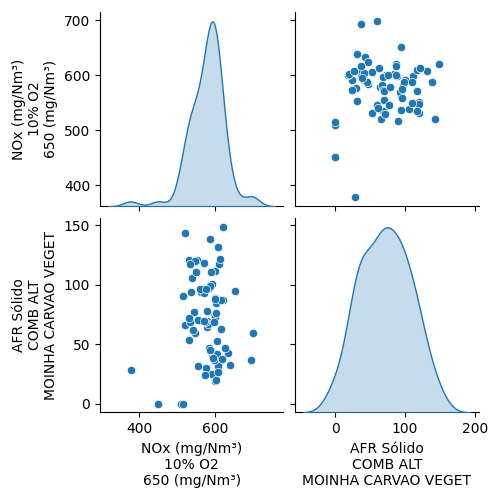 NOx (mg/Nm³)
10% O2
650 (mg/Nm³)
700
600
500
400
AFR Sólido
COMB ALT
MOINHA CARVAO VEGET
150
100
50
0
400
600
NOx (mg/Nm³)
10% O2
650 (mg/Nm³)
0
100
200
AFR Sólido
COMB ALT
MOINHA CARVAO VEGET